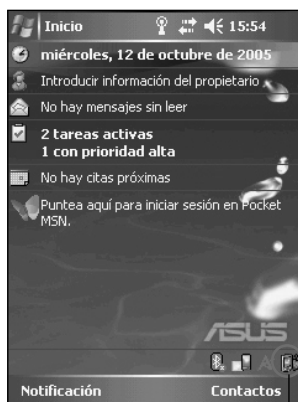 Inicio 15:54
miércoles, 12 de octubre de 2005
Introducir información del propietario
No hay mensajes sin leer
2 tareas activas
1 con prioridad alta
No hay citas próximas
Puntea aquí para iniciar sesión en Pocket
MSN.
ASUS
A
Notificación Contactos